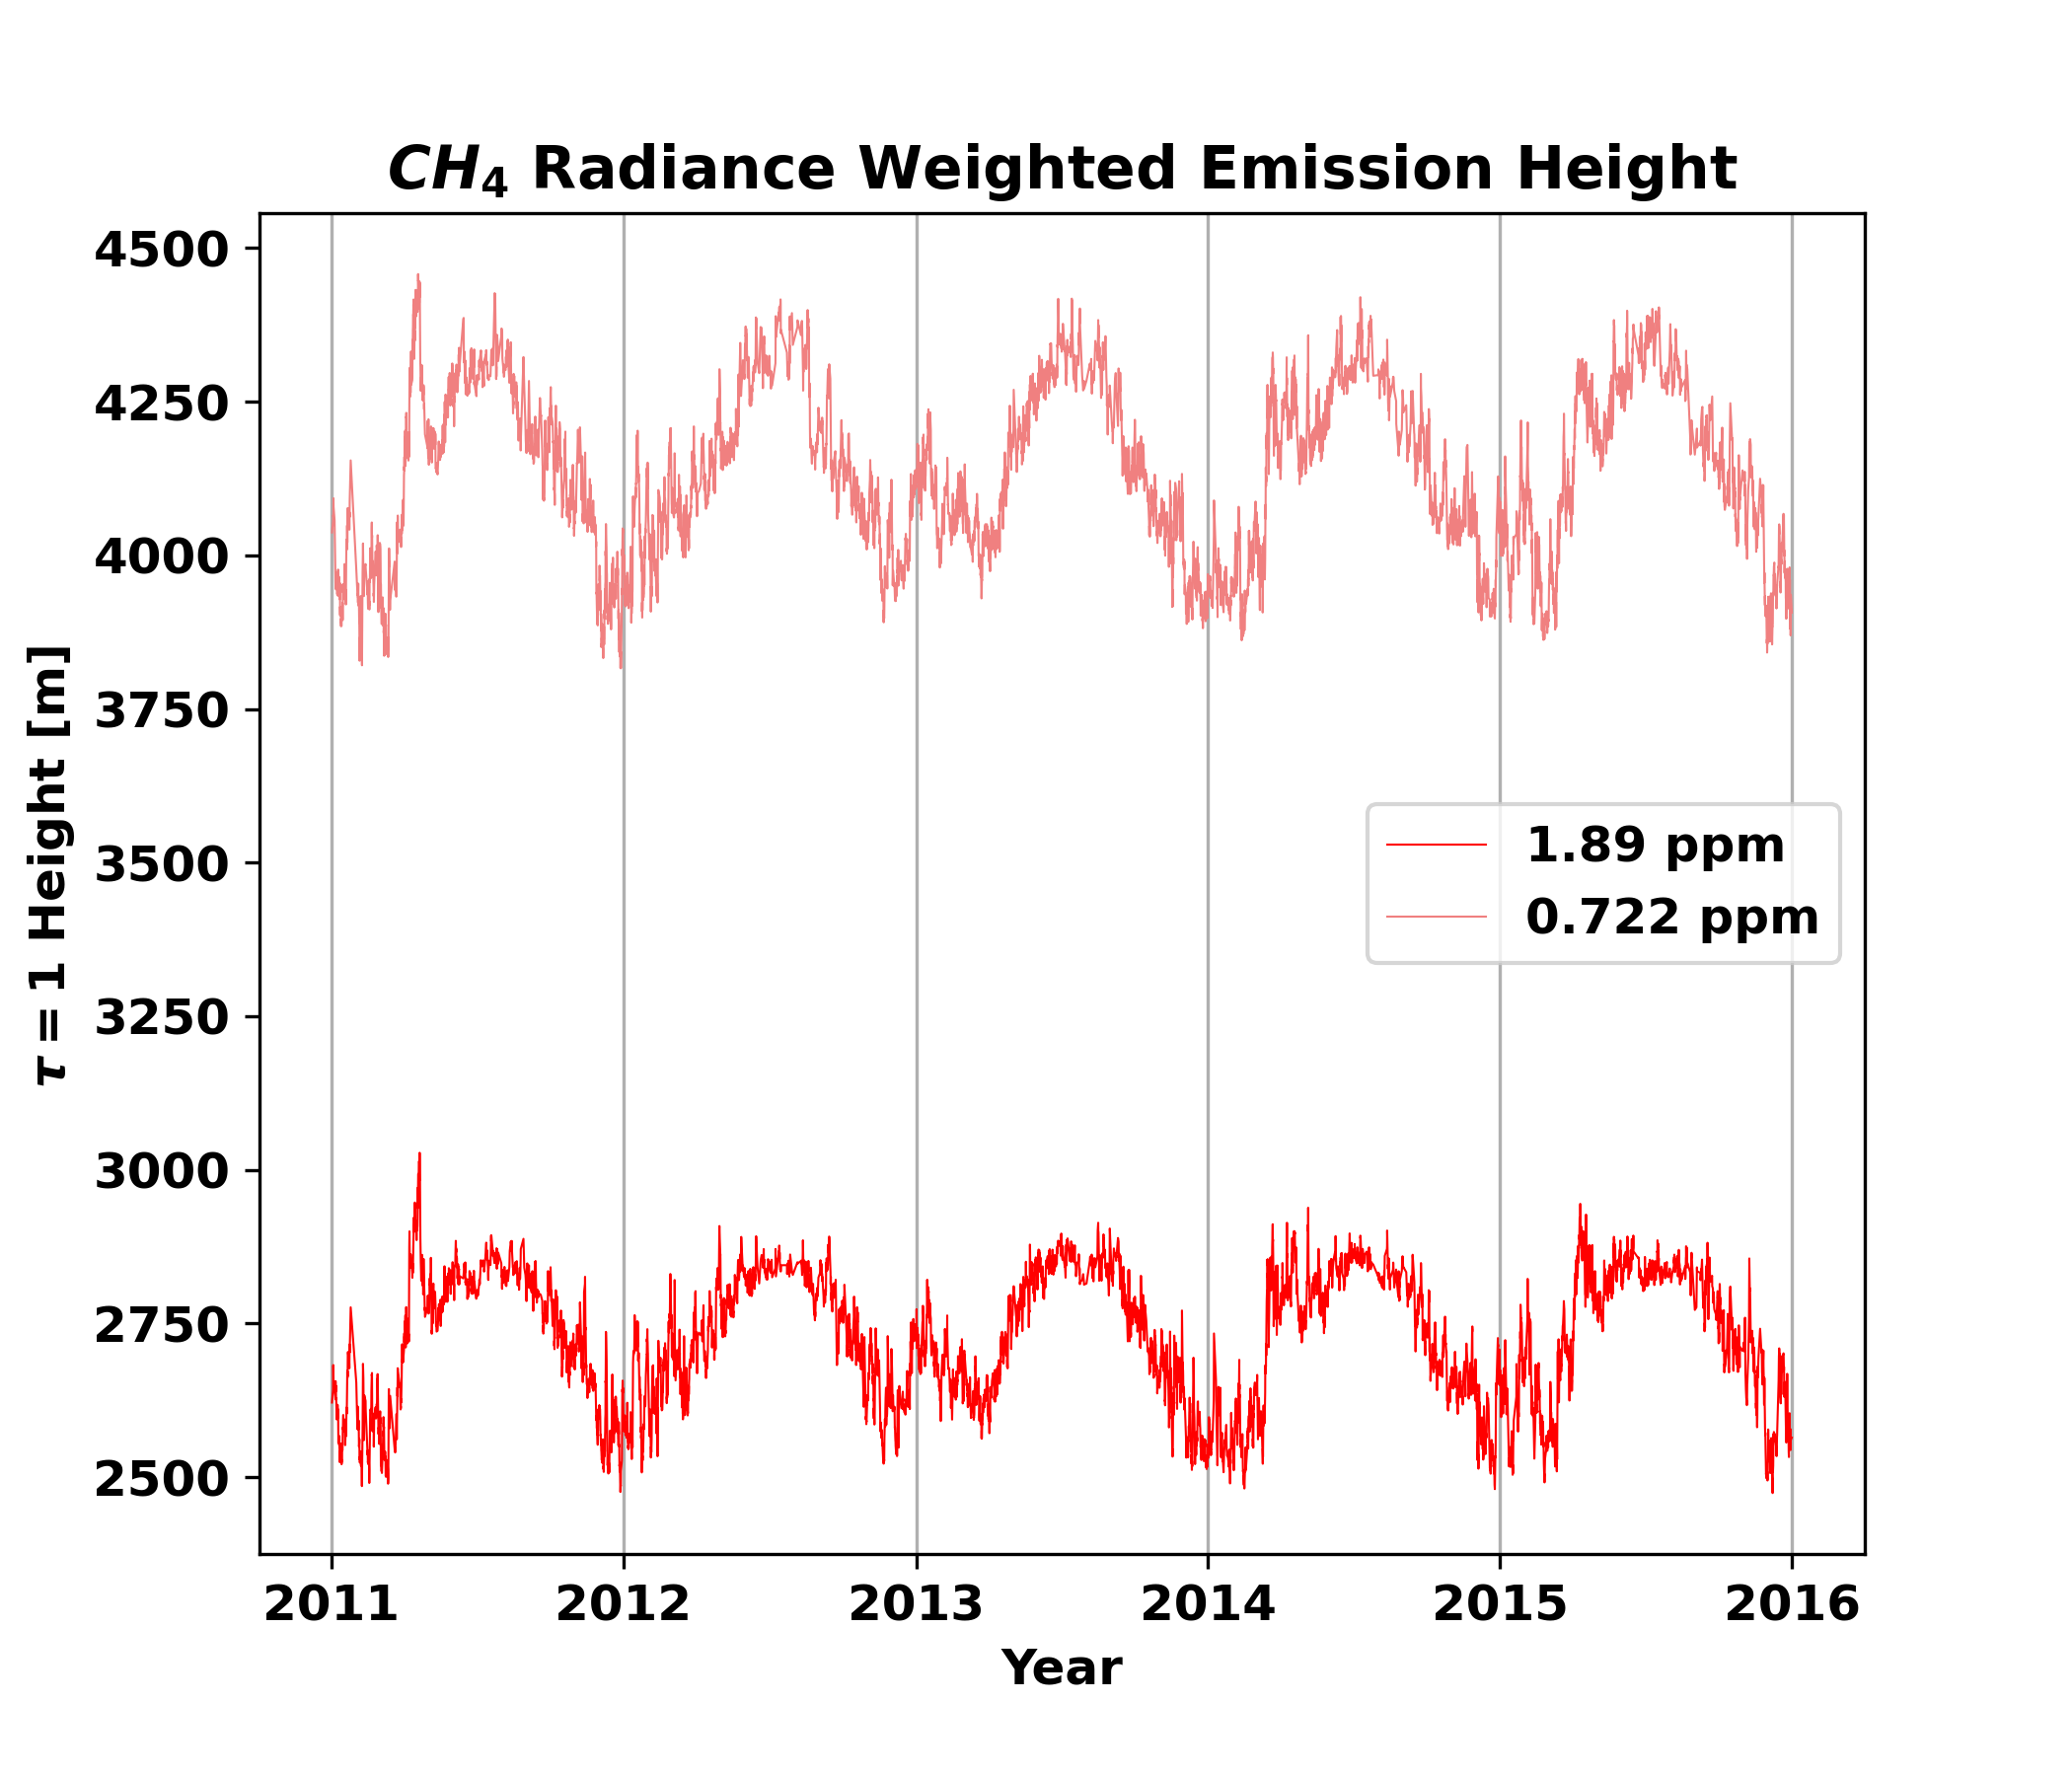 CH₄ Radiance Weighted Emission Height
4500
4250
4000
3750
3500
3250
3000
2750
2500
τ = 1 Height [m]
1.89 ppm
0.722 ppm
2011 2012 2013 2014 2015 2016
Year